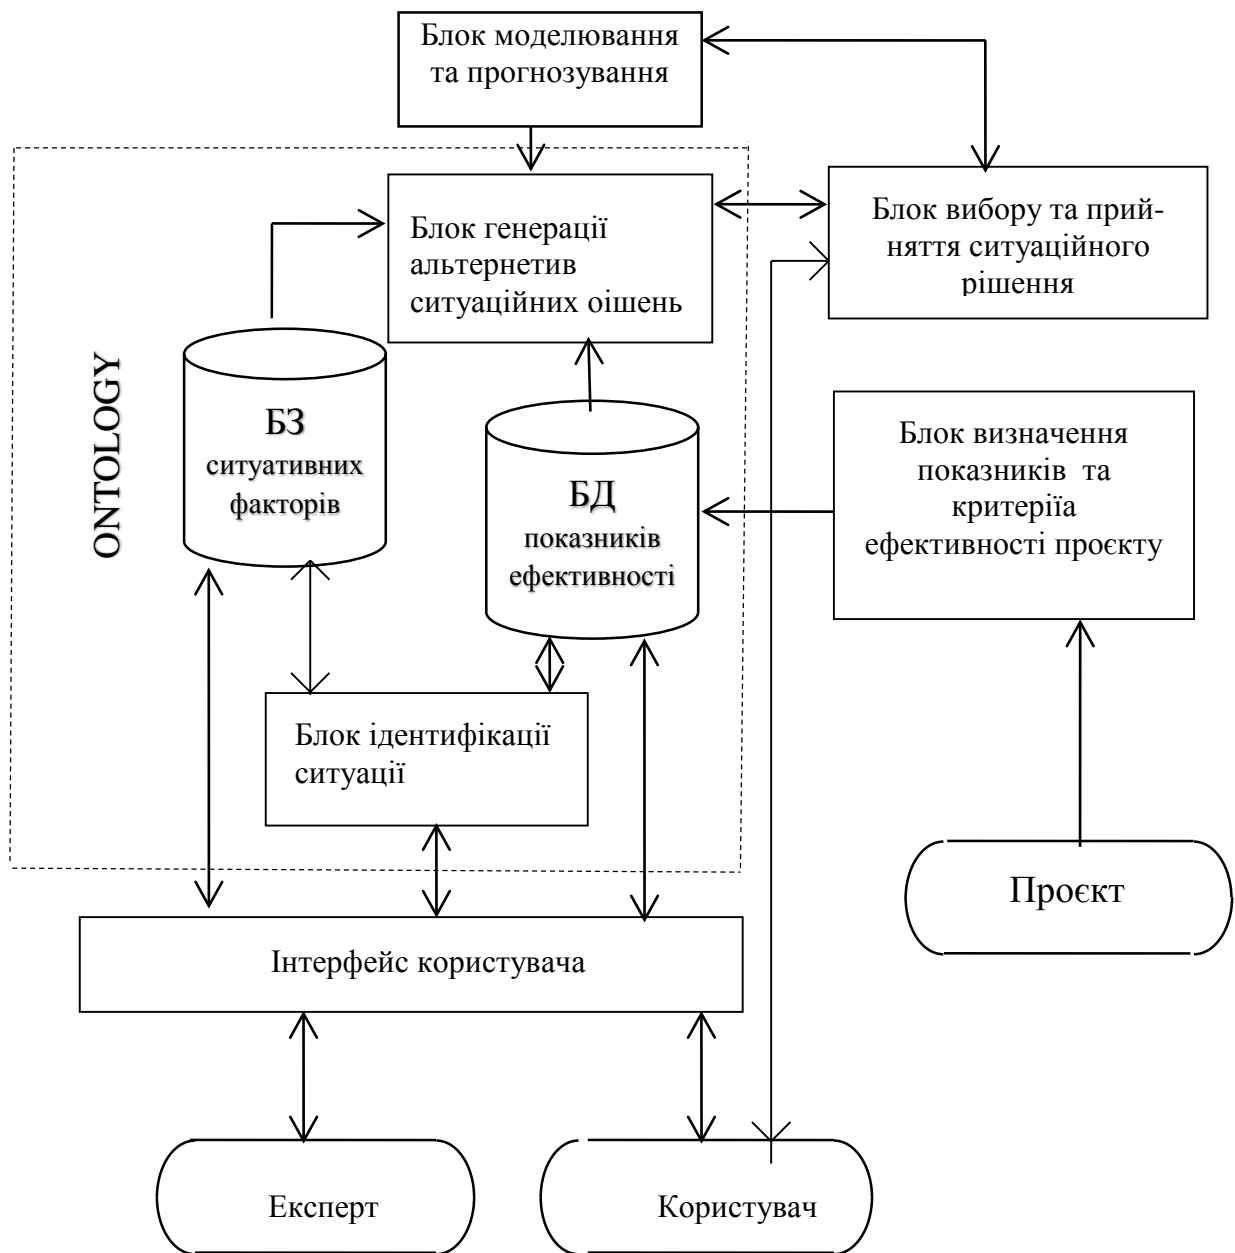 Блок моделювання
та прогнозування
Блок генерації
альтернетив
ситуаційних оішень
Блок вибору та прий-
няття ситуаційного
рішення
ONTOLOGY
БЗ
ситуативних
факторів
БД
показників
ефективності
Блок визначення
показників та
критеріїа
ефективності проєкту
Блок ідентифікації
ситуації
Проєкт
Інтерфейс користувача
Експерт
Користувач